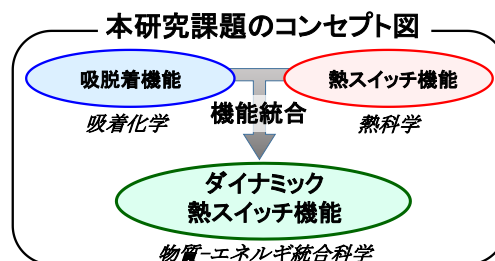 本研究課題のコンセプト図
吸脱着機能
熱スイッチ機能
機能統合
吸着化学
熱科学
ダイナミック
熱スイッチ機能
物質-エネルギ統合科学